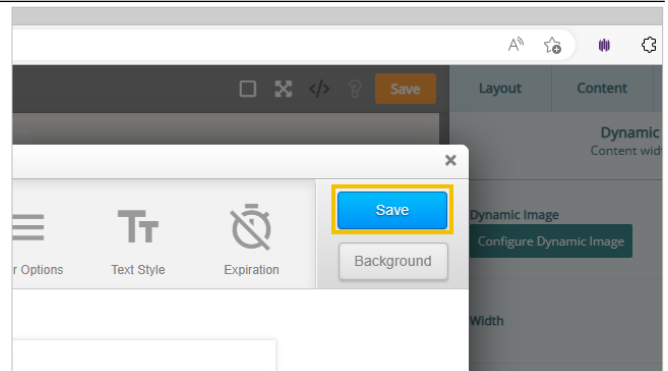 A
</>
?
Save
Layout
Content
Dynamic
Content wid
×
r Options
Text Style
Expiration
Save
Background
Dynamic Image
Configure Dynamic Image
Width